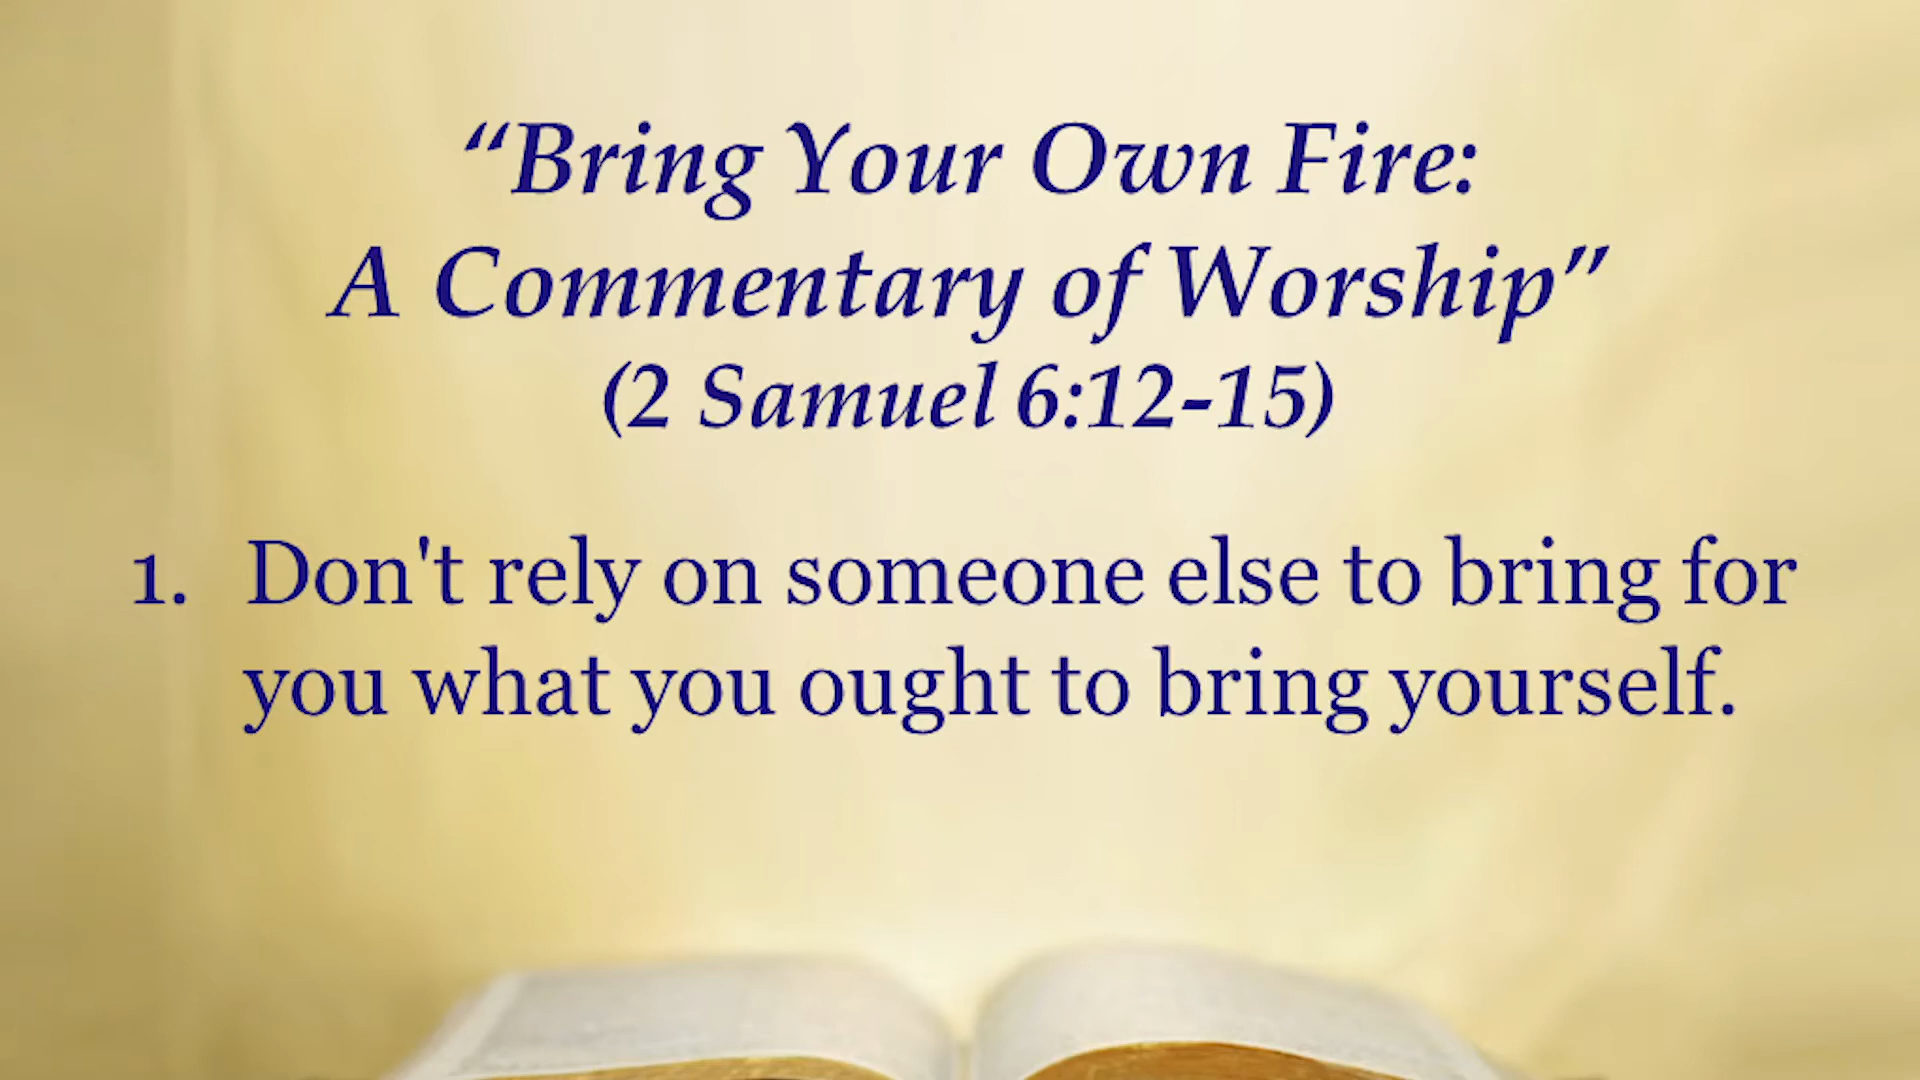 “Bring Your Own Fire:
A Commentary of Worship”
(2 Samuel 6:12-15)
1. Don't rely on someone else to bring for
you what you ought to bring yourself.